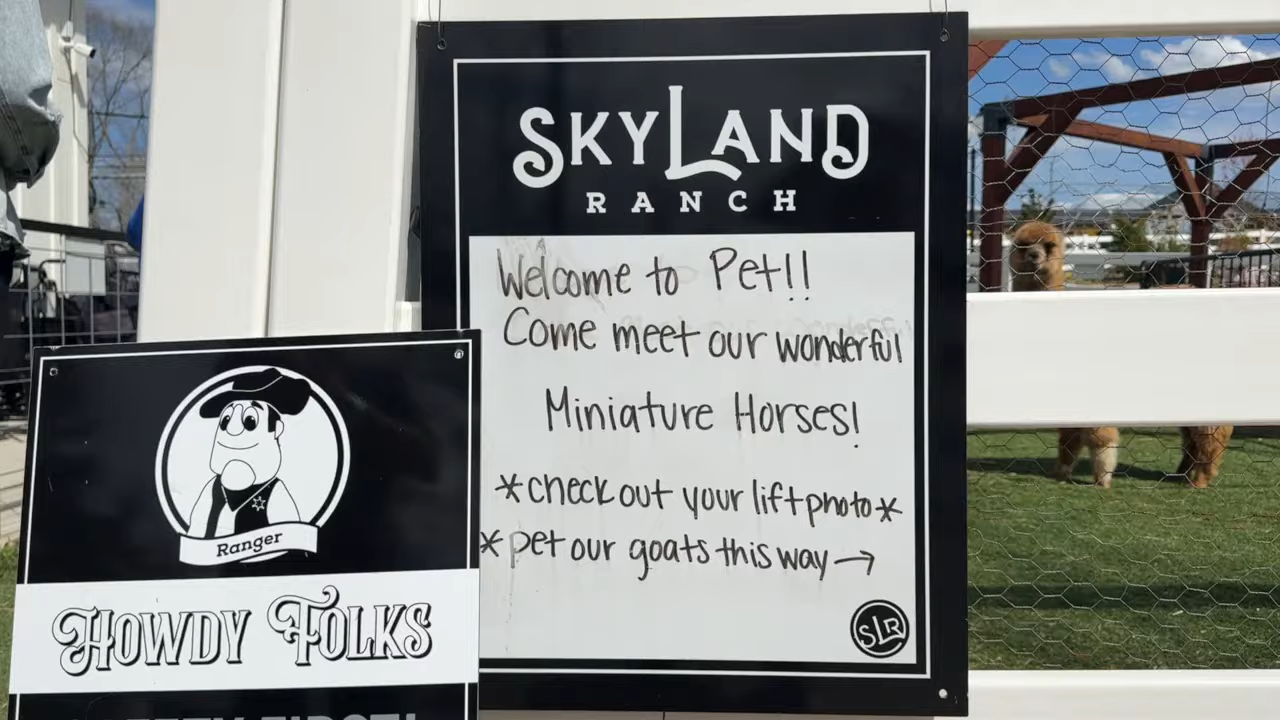 SKYLAND
RANCH
Welcome to Pet!!
Come meet our wonderful
Miniature Horses!
*check out your lift photo*
* pet our goats this way →
SLR
Ranger
HOWDY FOLKS
FIRST!